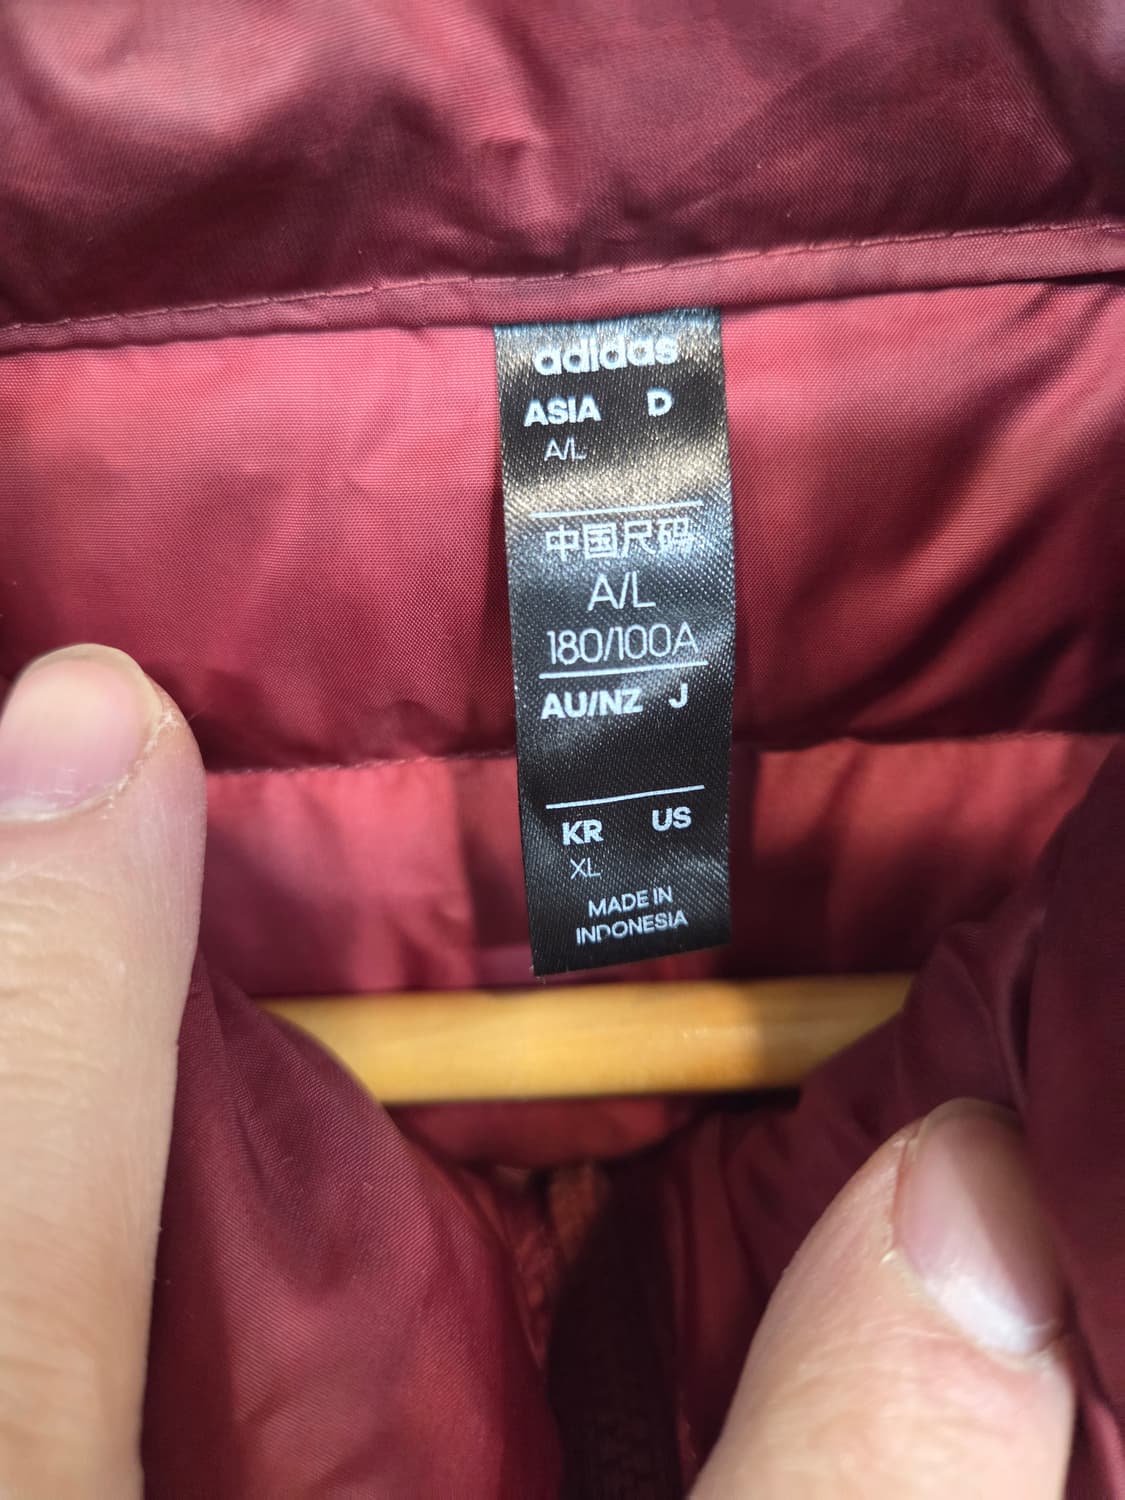 adidas
ASIA D
A/L
中国尺码
A/L
180/100A
AU/NZ J
KR US
XL
MADE IN
INDONESIA